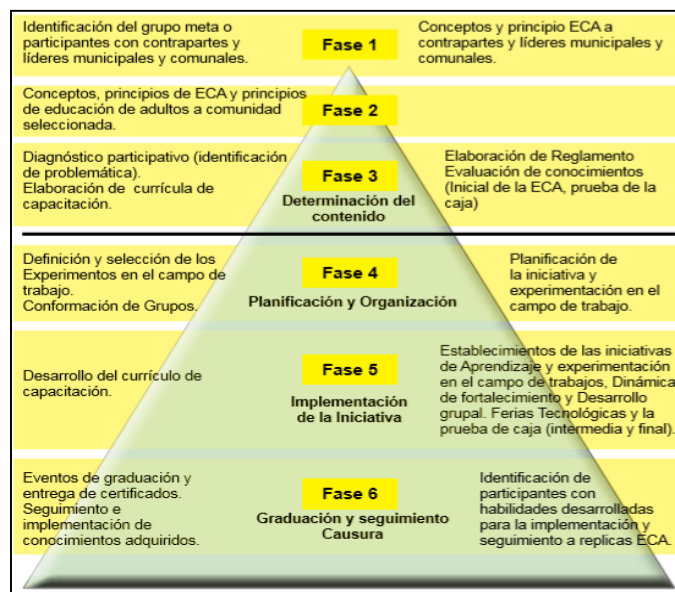 Identificación del grupo meta o
participantes con contrapartes y
líderes municipales y comunales.
Fase 1
Conceptos y principio ECA a
contrapartes y líderes municipales y
comunales.
Conceptos, principios de ECA y principios
de educación de adultos a comunidad
seleccionada.
Fase 2
Diagnóstico participativo (identificación
de problemática).
Elaboración de currícula de
capacitación.
Fase 3
Determinación del
contenido
Elaboración de Reglamento
Evaluación de conocimientos
(Inicial de la ECA, prueba de la
caja)
Definición y selección de los
Experimentos en el campo de
trabajo.
Conformación de Grupos.
Fase 4
Planificación y Organización
Planificación de
la iniciativa y
experimentación en el
campo de trabajo.
Desarrollo del currículo de
capacitación.
Fase 5
Implementación
de la Iniciativa
Establecimientos de las iniciativas
de Aprendizaje y experimentación
en el campo de trabajos, Dinámica
de fortalecimiento y Desarrollo
grupal. Ferias Tecnológicas y la
prueba de caja (intermedia y final).
Eventos de graduación y
entrega de certificados.
Seguimiento e
implementación de
conocimientos adquiridos.
Fase 6
Graduación y seguimiento
Causura
Identificación de
participantes con
habilidades desarrolladas
para la implementación y
seguimiento a replicas ECA.